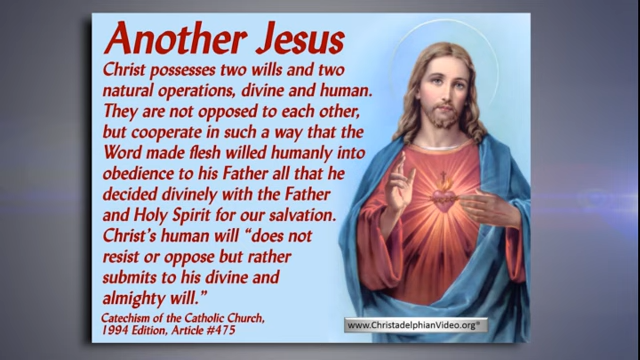 Another Jesus
Christ possesses two wills and two
natural operations, divine and human.
They are not opposed to each other,
but cooperate in such a way that the
Word made flesh willed humanly into
obedience to his Father all that he
decided divinely with the Father
and Holy Spirit for our salvation.
Christ's human will "does not
resist or oppose but rather
submits to his divine and
almighty will."
Catechism of the Catholic Church,
1994 Edition, Article #475
www.ChristadelphianVideo.org®